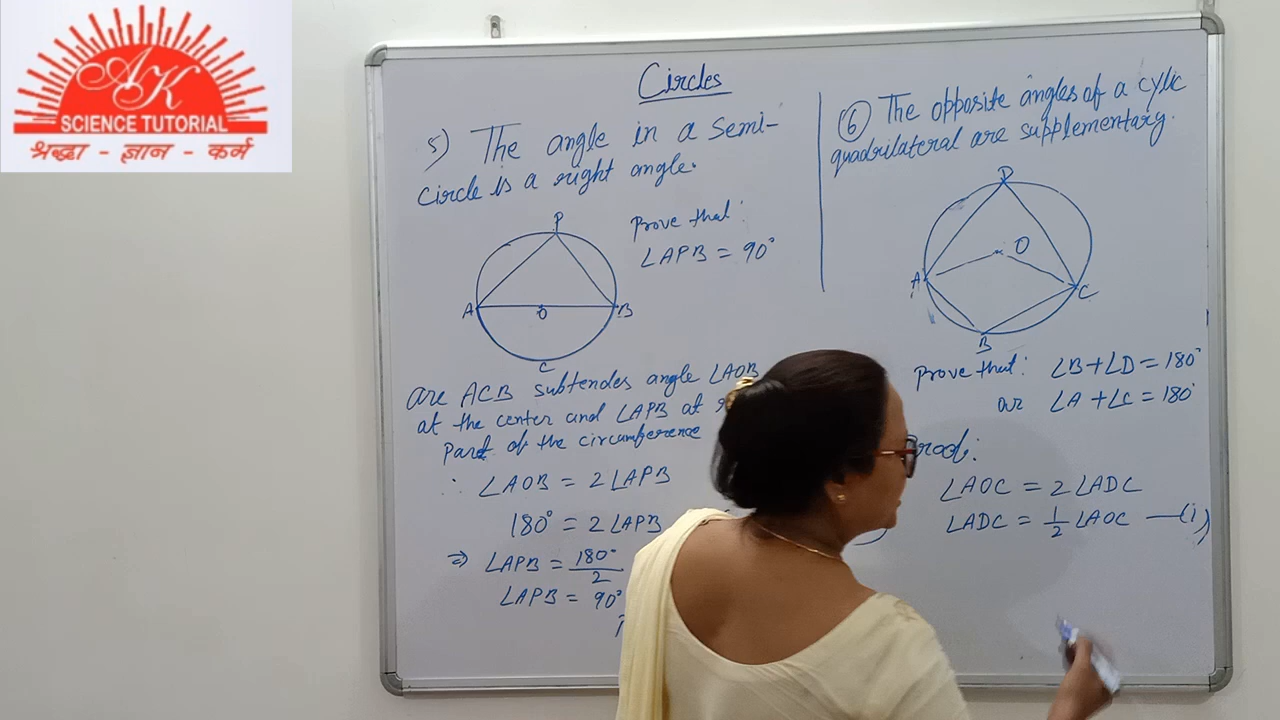 AK
SCIENCE TUTORIAL
श्रद्धा - ज्ञान - कर्म
Circles
5) The angle in a semi-
circle is a right angle.
Prove that:
∠APB = 90°
P
A
O
B
C
arc ACB subtendes angle ∠AOB
at the center and ∠APB at
part of the circumference
∴ ∠AOB = 2∠APB
180° = 2∠APB
⇒ ∠APB = 180°/2
∠APB = 90°
6 The opposite angles of a cylic
quadrilateral are supplementary.
D
O
A
C
B
Prove that: ∠B+∠D = 180°
or ∠A +∠C = 180°
roof:
∠AOC = 2∠ADC
∠ADC = 1/2 ∠AOC —(i)